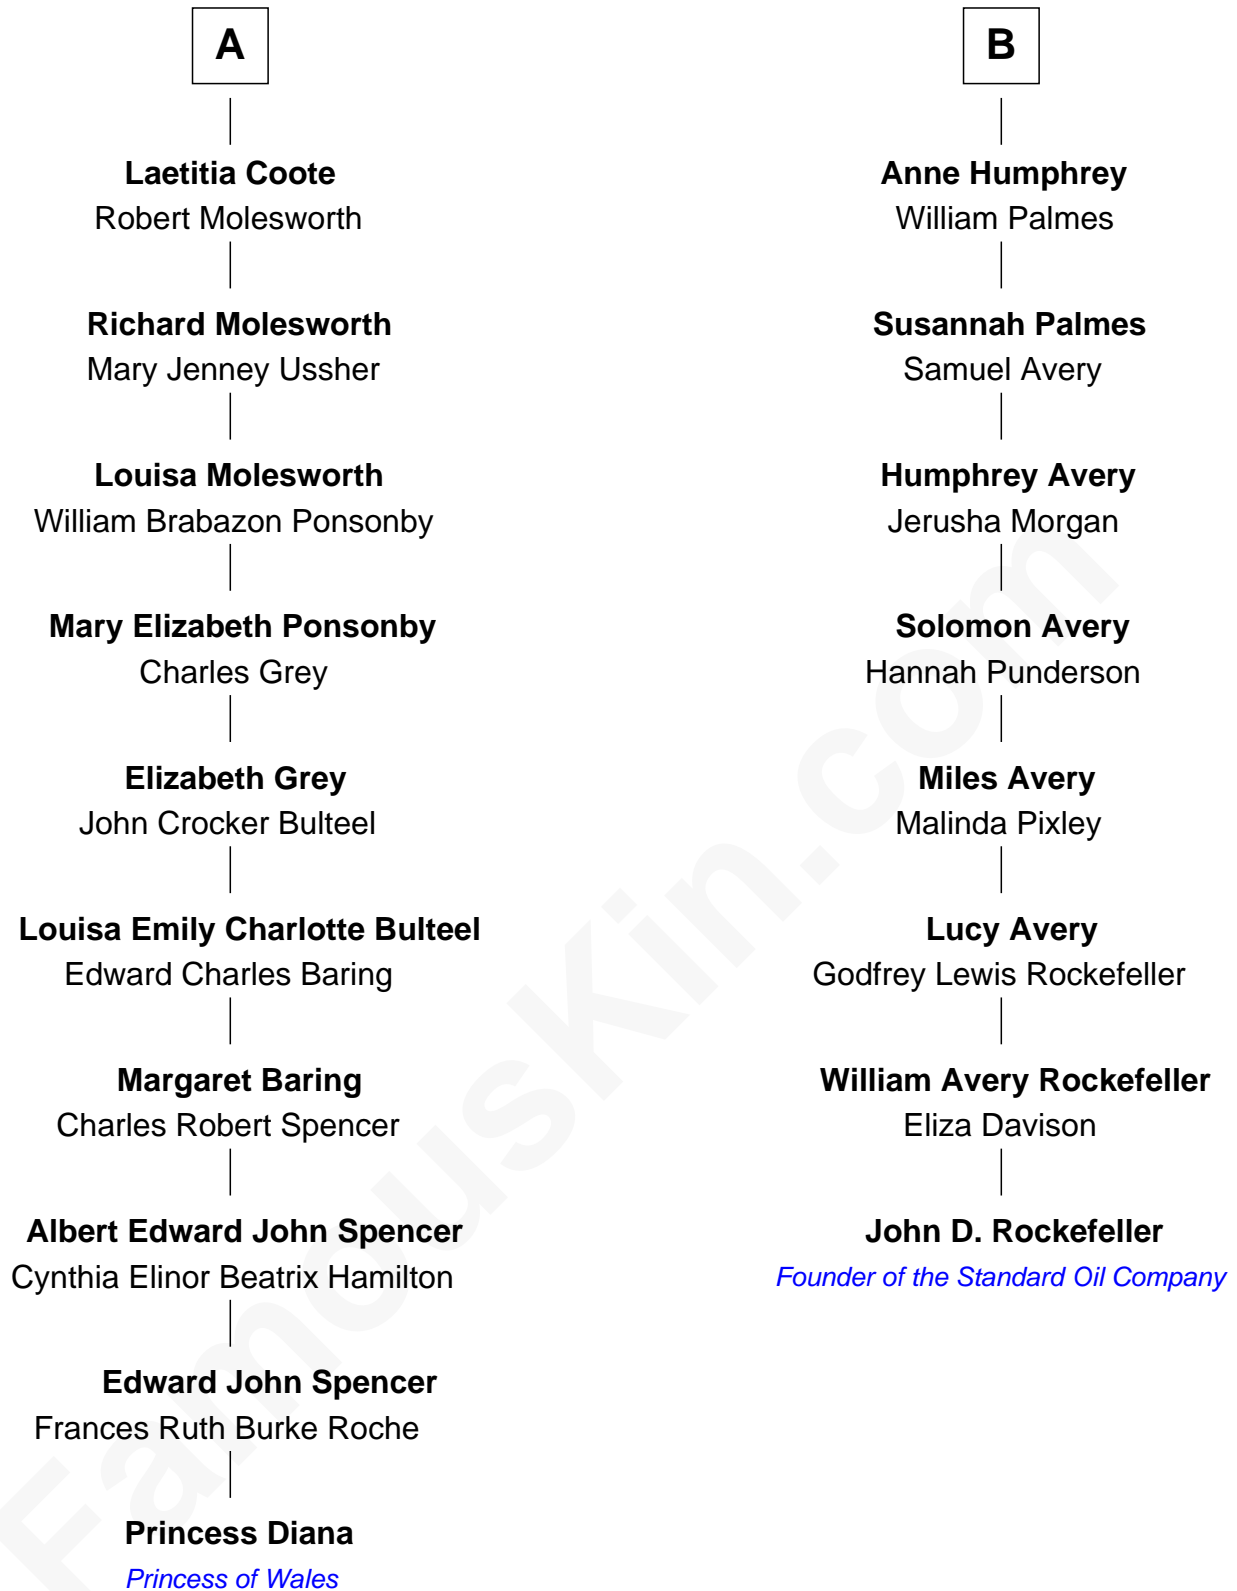 A
Laetitia Coote
Robert Molesworth
Richard Molesworth
Mary Jenney Ussher
Louisa Molesworth
William Brabazon Ponsonby
Mary Elizabeth Ponsonby
Charles Grey
Elizabeth Grey
John Crocker Bulteel
Louisa Emily Charlotte Bulteel
Edward Charles Baring
Margaret Baring
Charles Robert Spencer
Albert Edward John Spencer
Cynthia Elinor Beatrix Hamilton
Edward John Spencer
Frances Ruth Burke Roche
Princess Diana
Princess of Wales
B
Anne Humphrey
William Palmes
Susannah Palmes
Samuel Avery
Humphrey Avery
Jerusha Morgan
Solomon Avery
Hannah Punderson
Miles Avery
Malinda Pixley
Lucy Avery
Godfrey Lewis Rockefeller
William Avery Rockefeller
Eliza Davison
John D. Rockefeller
Founder of the Standard Oil Company
FamousKin.com